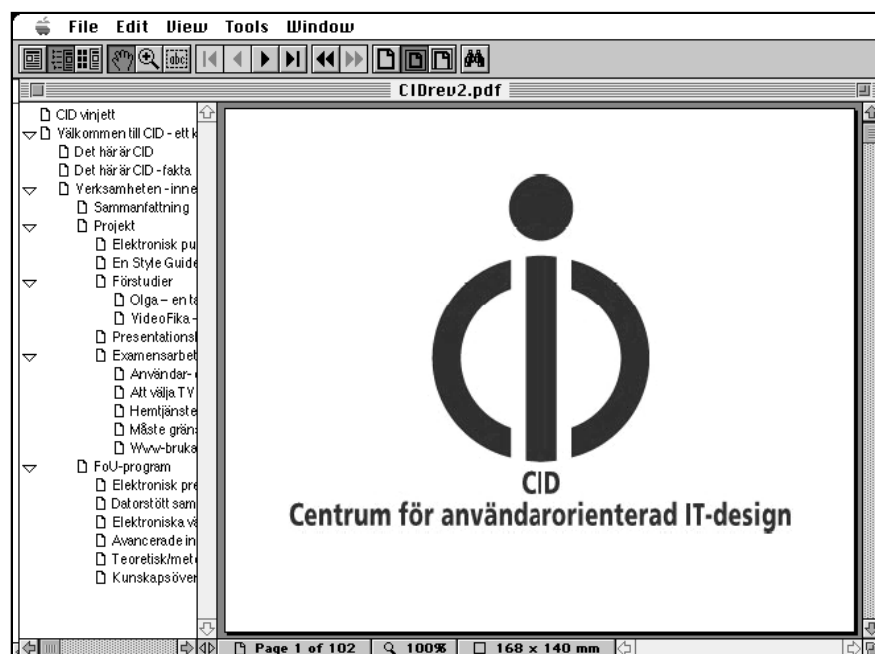 File Edit View Tools Window
abc
CIDrev2.pdf
CID vinjett
Välkommen till CID - ett k
Det här är CID
Det här är CID - fakta
Verksamheten - inne
Sammanfattning
Projekt
Elektronisk pu
En Style Guide
Förstudier
Olga – en ta
VideoFika -
Presentationsl
Examensarbet
Användar-
Att välja TV
Hemtjänste
Måste gräns
Www-bruka
FoU-program
Elektronisk pre
Datorstött sam
Elektroniska vä
Avancerade in
Teoretisk/met
Kunskapsöver
CID
Centrum för användarorienterad IT-design
Page 1 of 102 100% 168 x 140 mm